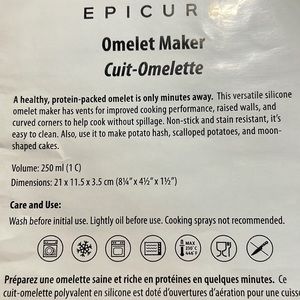 EPICUR
Omelet Maker
Cuit-Omelette
A healthy, protein-packed omelet is only minutes away. This versatile silicone
omelet maker has vents for improved cooking performance, raised walls, and
curved corners to help cook without spillage. Non-stick and stain resistant, it's
easy to clean. Also, use it to make potato hash, scalloped potatoes, and moon-
shaped cakes.
Volume: 250 ml (1 C)
Dimensions: 21 x 11.5 x 3.5 cm (8¼" x 4½" x 1½")
Care and Use:
Wash before initial use. Lightly oil before use. Cooking sprays not recommended.
MAX
230°C
446°F
Préparez une omelette saine et riche en protéines en quelques minutes. Ce
cuit-omelette polyvalent en silicone est doté d'ouvertures d'aération pour une cuisso